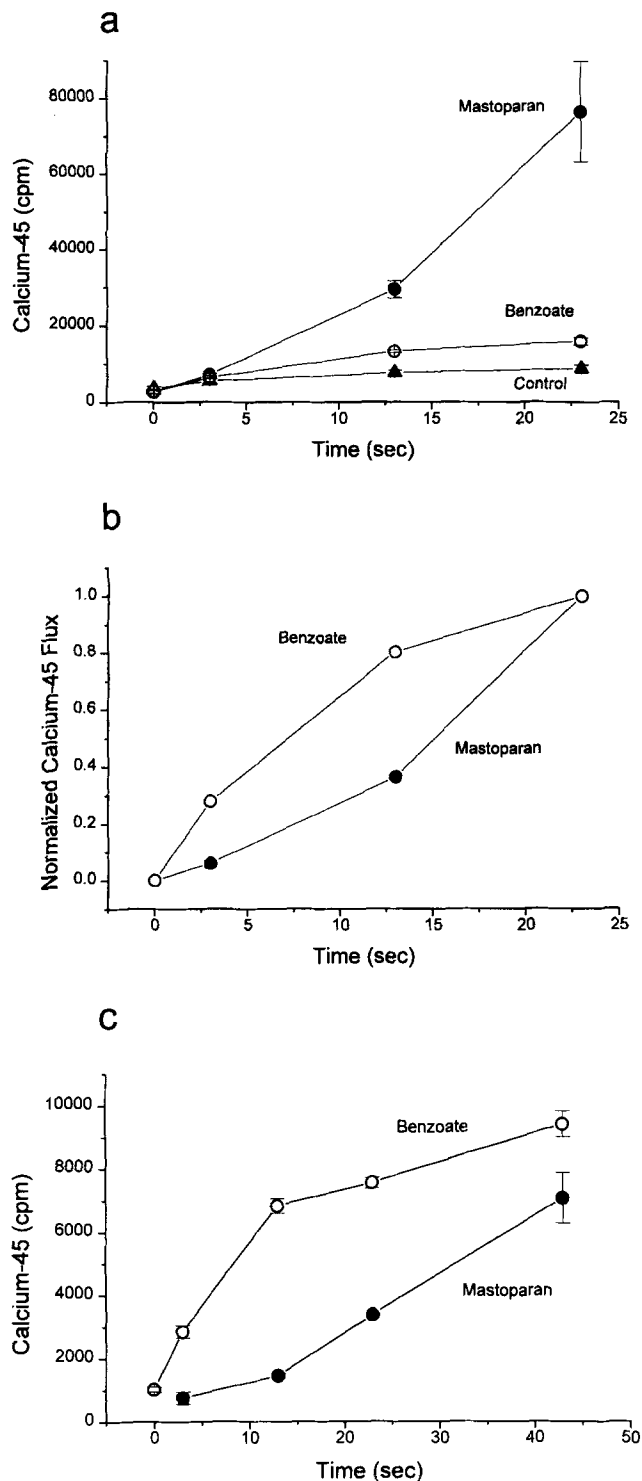 a
Calcium-45 (cpm)
80000
60000
40000
20000
0
Mastoparan
Benzoate
Control
0 5 10 15 20 25
Time (sec)
b
Normalized Calcium-45 Flux
1.0
0.8
0.6
0.4
0.2
0.0
Benzoate
Mastoparan
0 5 10 15 20 25
Time (sec)
c
Calcium-45 (cpm)
10000
8000
6000
4000
2000
0
Benzoate
Mastoparan
0 10 20 30 40 50
Time (sec)